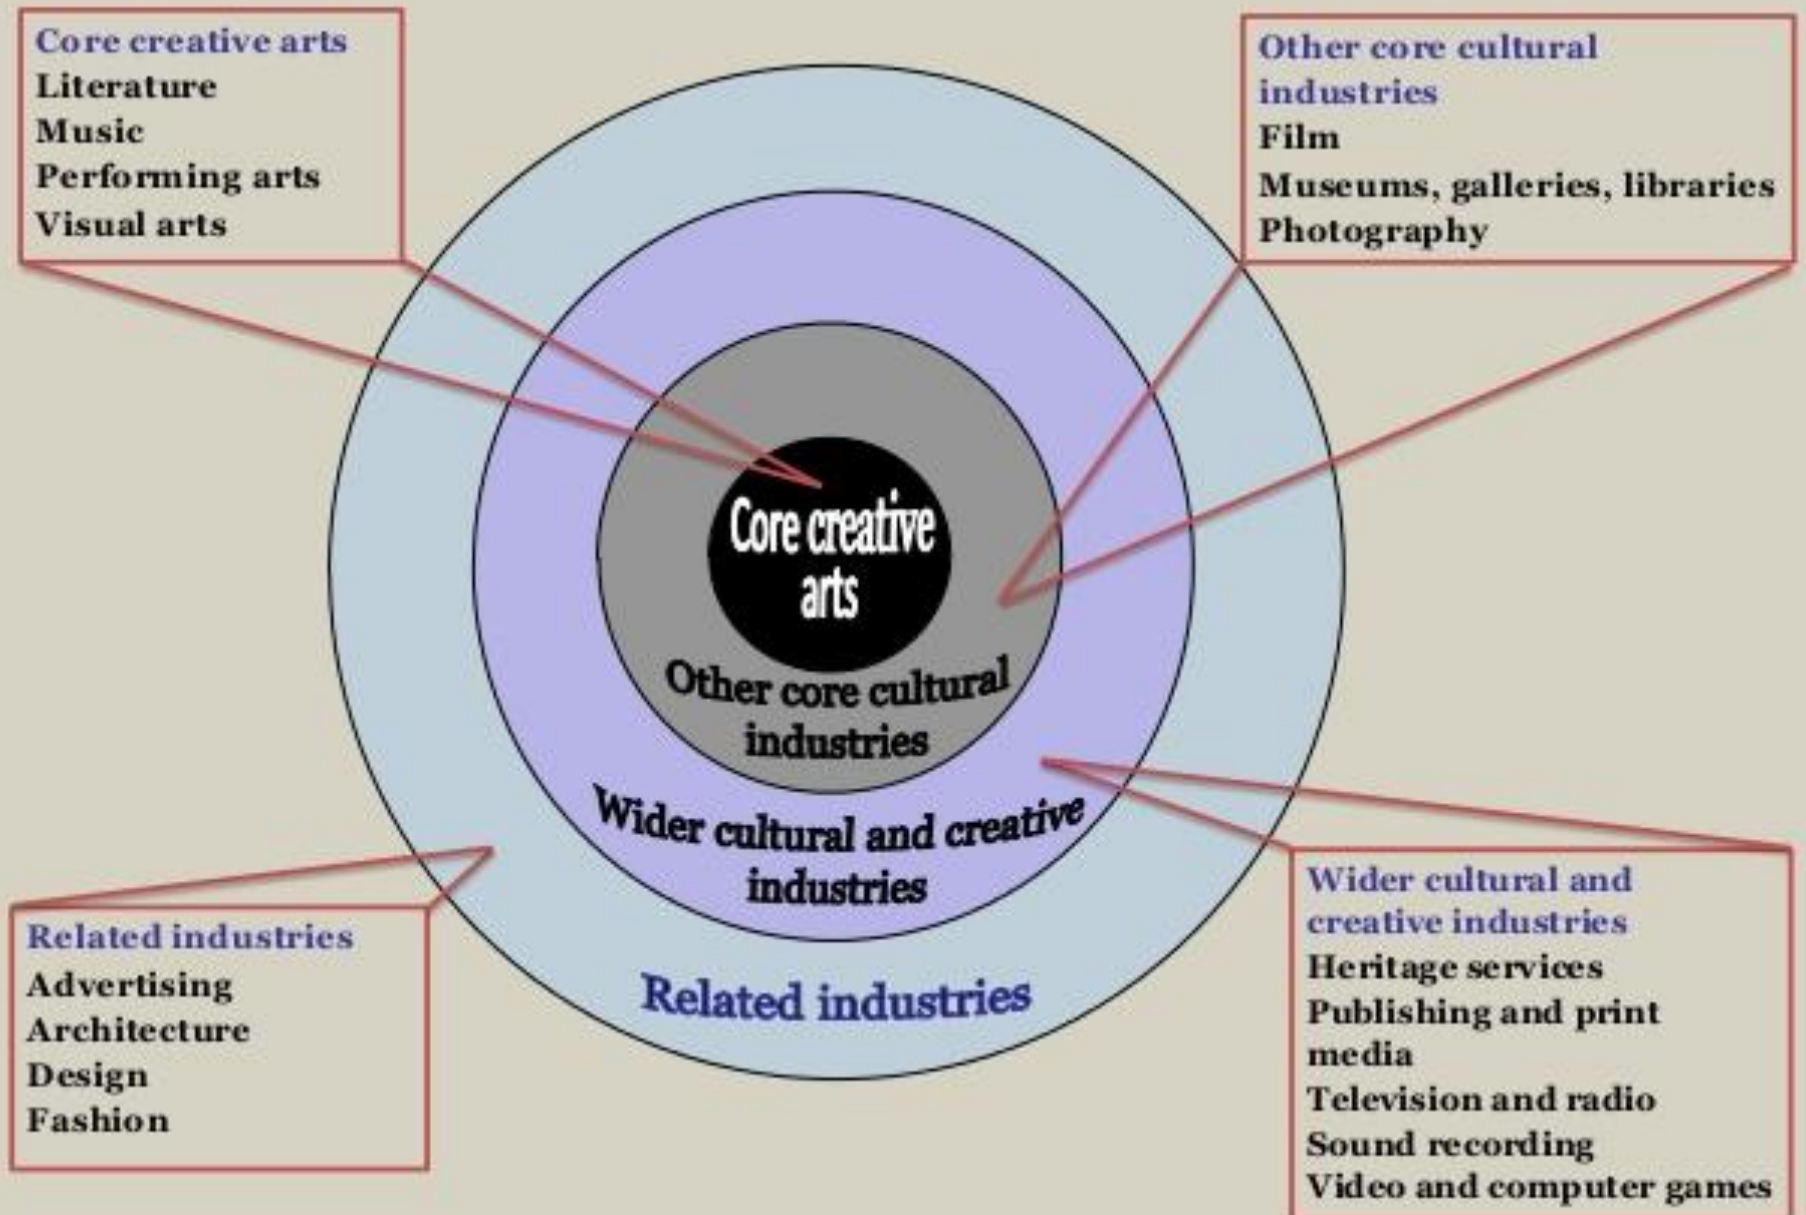 Core creative arts
Literature
Music
Performing arts
Visual arts
Other core cultural
industries
Film
Museums, galleries, libraries
Photography
Core creative
arts
Other core cultural
industries
Wider cultural and creative
industries
Related industries
Related industries
Advertising
Architecture
Design
Fashion
Wider cultural and
creative industries
Heritage services
Publishing and print
media
Television and radio
Sound recording
Video and computer games